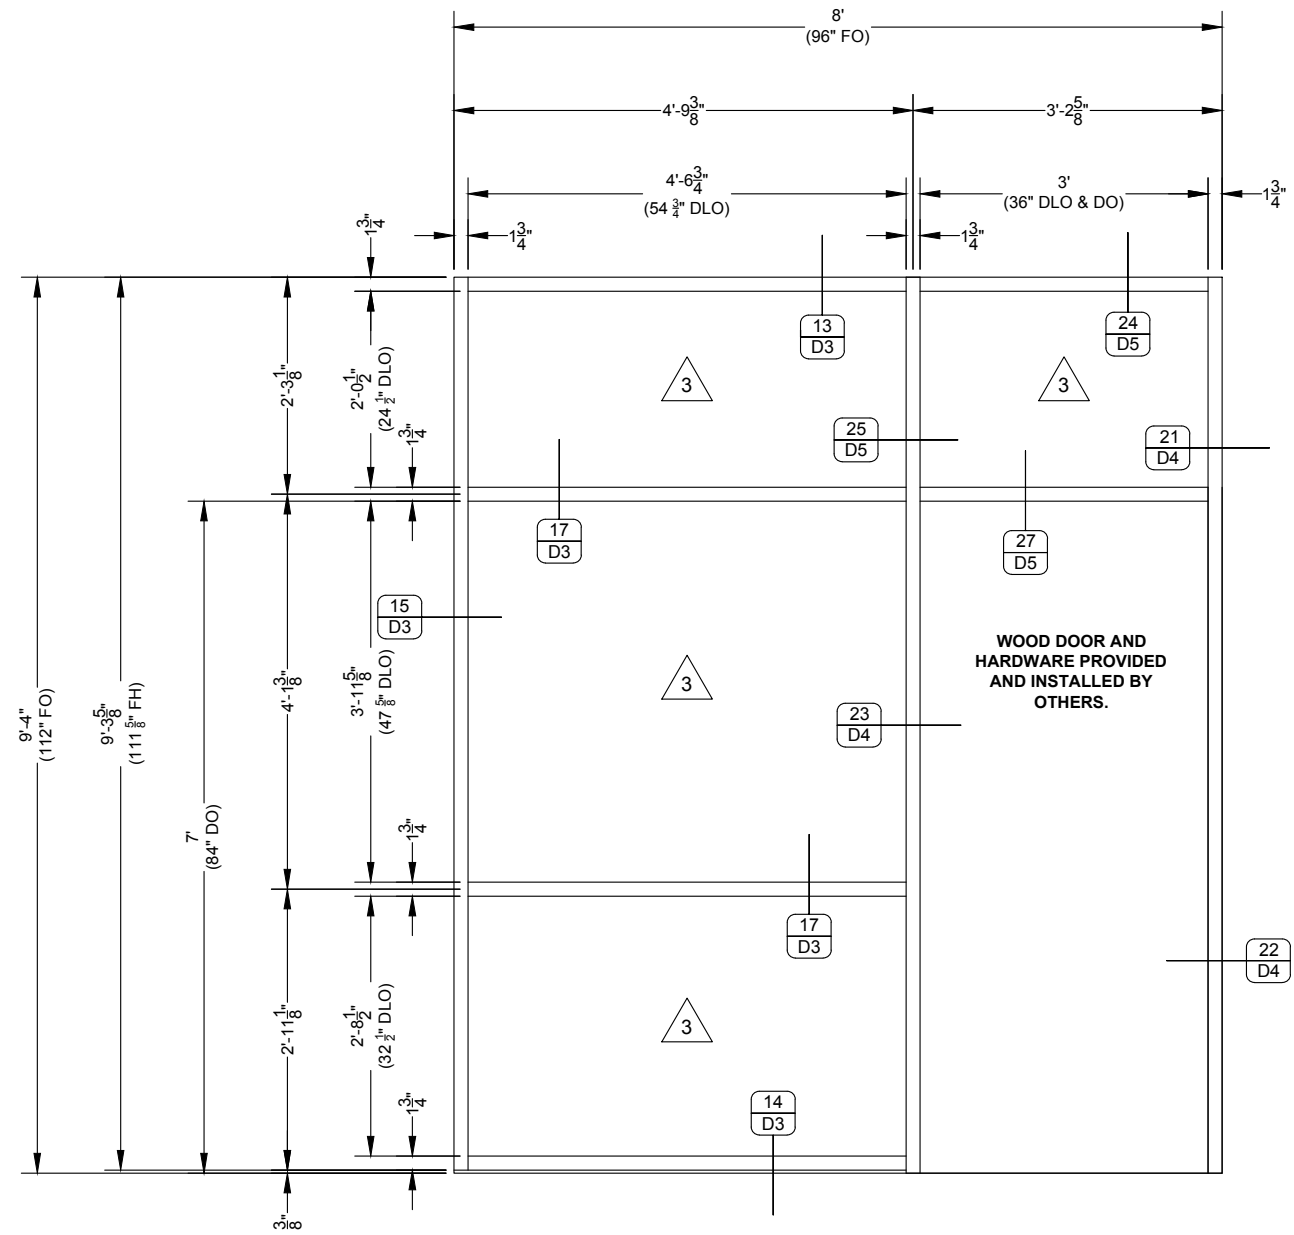 8'
(96" FO)
4'-9 3/8"
3'-2 5/8"
4'-6 3/4"
(54 3/4" DLO)
3'
(36" DLO & DO)
1 3/4"
1 3/4"
1 3/4"
1 3/4"
13
D3
24
D5
3
3
2'-3 1/8"
2'-0 1/2"
(24 1/2" DLO)
1 3/4"
25
D5
21
D4
17
D3
27
D5
15
D3
WOOD DOOR AND
HARDWARE PROVIDED
AND INSTALLED BY
OTHERS.
3
23
D4
9'-4"
(112" FO)
9'-3 5/8"
(111 5/8" FH)
7'
(84" DO)
4'-1 3/8"
3'-11 5/8"
(47 5/8" DLO)
1 3/4"
17
D3
22
D4
2'-11 1/8"
2'-8 1/2"
(32 1/2" DLO)
3
1 3/4"
14
D3
3/8"